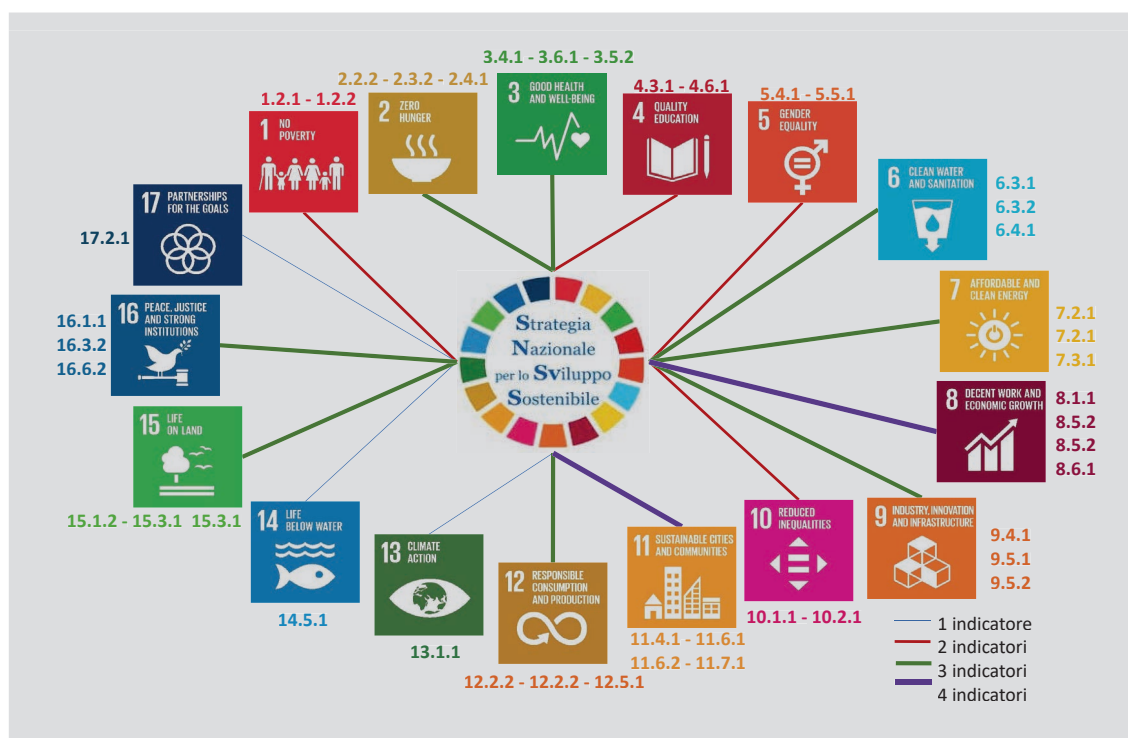 3.4.1 - 3.6.1 - 3.5.2
3 GOOD HEALTH
AND WELL-BEING
2.2.2 - 2.3.2 - 2.4.1
2 ZERO
HUNGER
4.3.1 - 4.6.1
4 QUALITY
EDUCATION
1.2.1 - 1.2.2
1 NO
POVERTY
5.4.1 - 5.5.1
5 GENDER
EQUALITY
6 CLEAN WATER
AND SANITATION
6.3.1
6.3.2
6.4.1
17 PARTNERSHIPS
FOR THE GOALS
17.2.1
7 AFFORDABLE AND
CLEAN ENERGY
7.2.1
7.2.1
7.3.1
16 PEACE, JUSTICE
AND STRONG
INSTITUTIONS
16.1.1
16.3.2
16.6.2
Strategia
Nazionale
per lo SViluppo
Sostenibile
8 DECENT WORK AND
ECONOMIC GROWTH
8.1.1
8.5.2
8.5.2
8.6.1
15 LIFE
ON LAND
15.1.2 - 15.3.1 15.3.1
14 LIFE
BELOW WATER
14.5.1
13 CLIMATE
ACTION
13.1.1
12 RESPONSIBLE
CONSUMPTION
AND PRODUCTION
12.2.2 - 12.2.2 - 12.5.1
11 SUSTAINABLE CITIES
AND COMMUNITIES
11.4.1 - 11.6.1
11.6.2 - 11.7.1
10 REDUCED
INEQUALITIES
10.1.1 - 10.2.1
9 INDUSTRY, INNOVATION
AND INFRASTRUCTURE
9.4.1
9.5.1
9.5.2
1 indicatore
2 indicatori
3 indicatori
4 indicatori